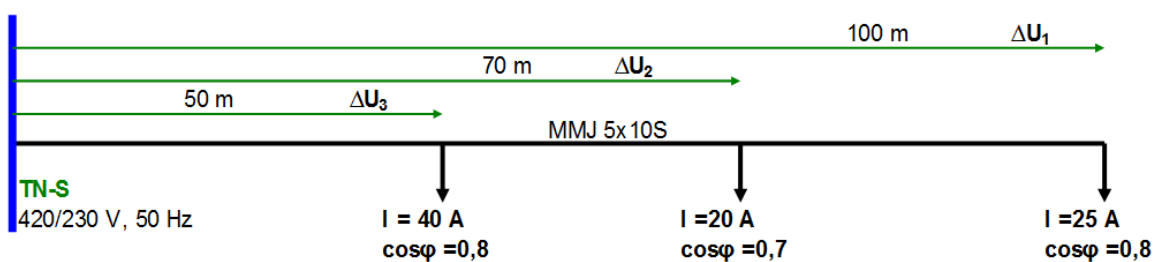 100 m ΔU1
70 m ΔU2
50 m ΔU3
MMJ 5x10S
TN-S
420/230 V, 50 Hz
I = 40 A
cosφ =0,8
I =20 A
cosφ =0,7
I =25 A
cosφ =0,8